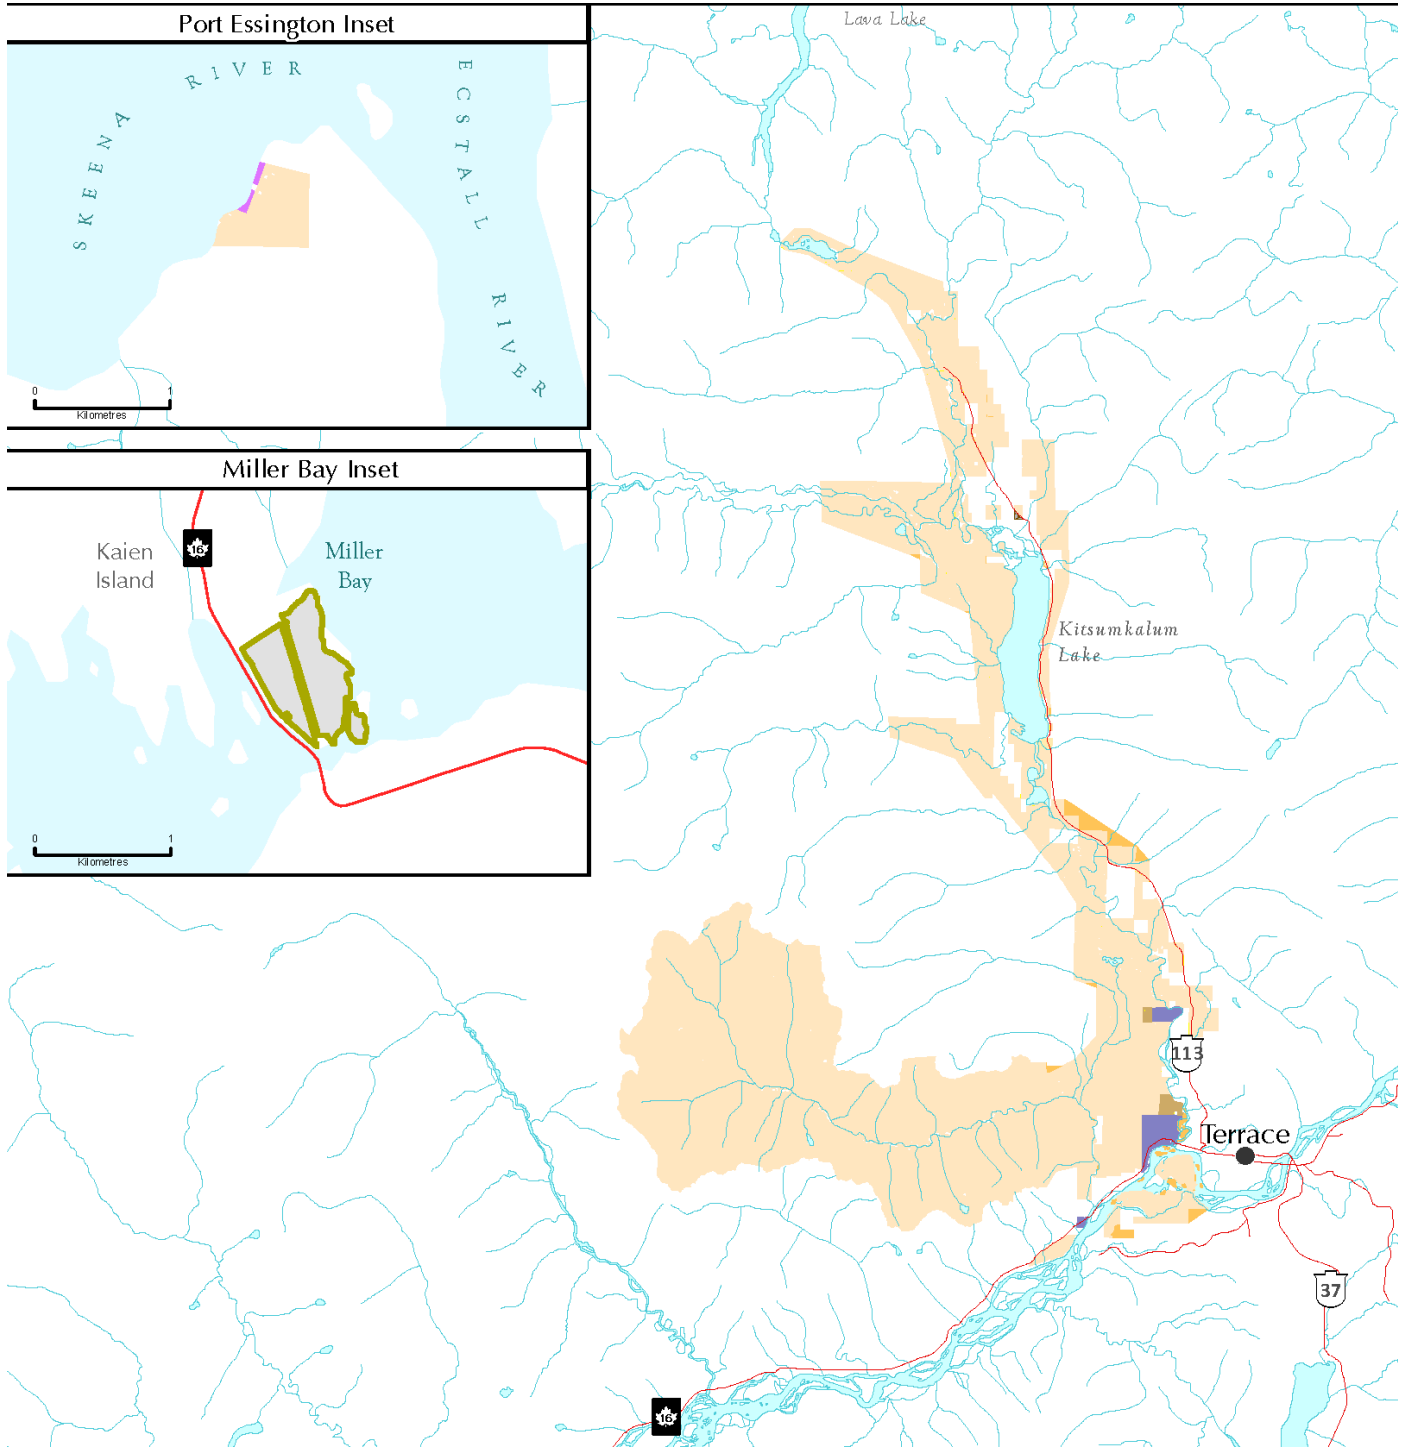 Port Essington Inset
SKEENA
RIVER
ECSTALL
RIVER
0 1
Kilometres
Miller Bay Inset
16
Kaien
Island
Miller
Bay
0 1
Kilometres
Lava Lake
Kitsumkalum
Lake
113
Terrace
37
16